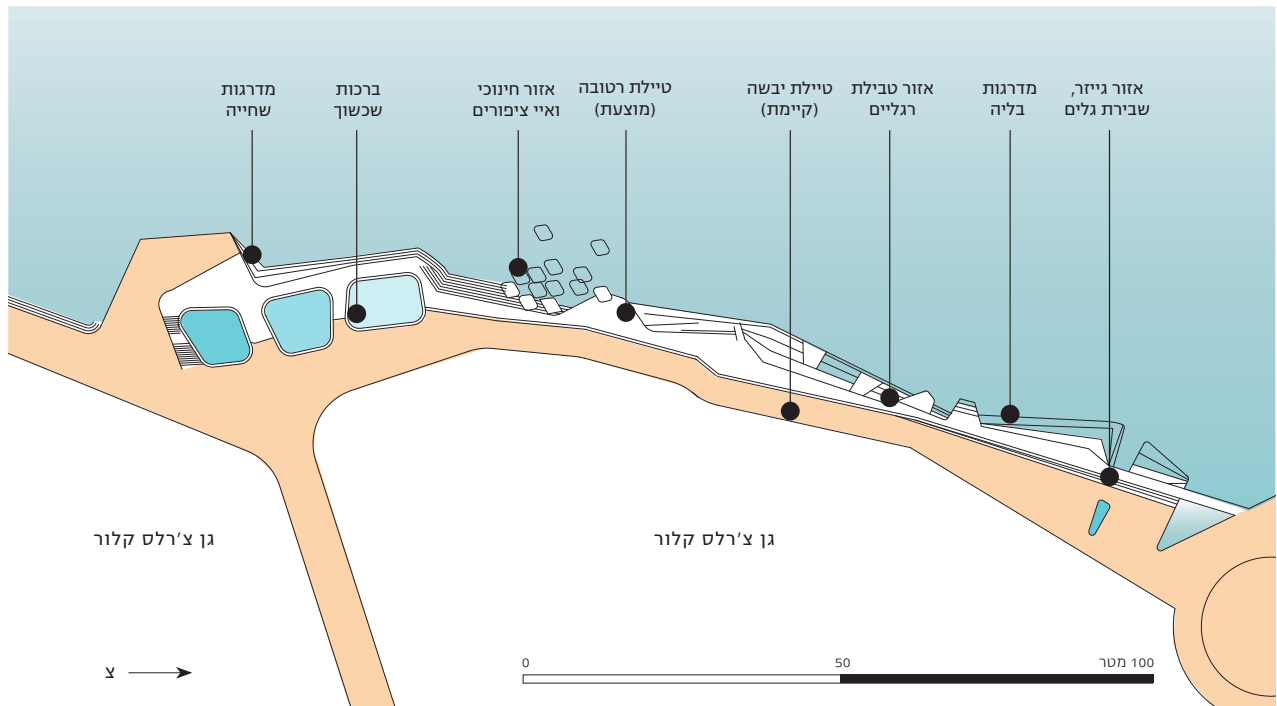 אזור גייזר,
שבירת גלים
מדרגות
בליה
אזור טבילת
רגליים
טיילת יבשה
(קיימת)
טיילת רטובה
(מוצעת)
אזור חינוכי
ואיי ציפורים
ברכות
שכשוך
מדרגות
שחייה
גן צ'רלס קלור
גן צ'רלס קלור
צ
0
50
100 מטר